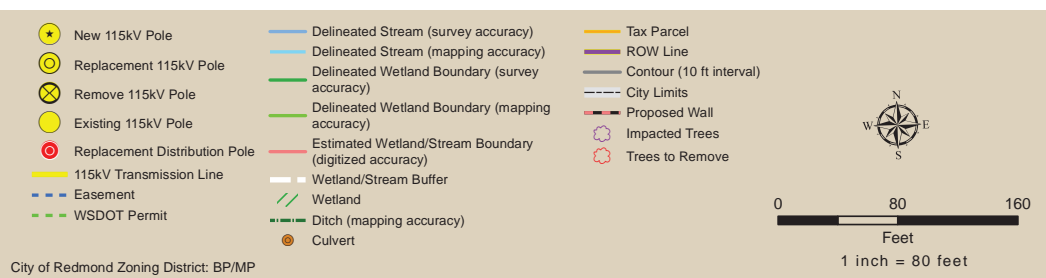 New 115kV Pole
Replacement 115kV Pole
Remove 115kV Pole
Existing 115kV Pole
Replacement Distribution Pole
115kV Transmission Line
Easement
WSDOT Permit
City of Redmond Zoning District: BP/MP
Delineated Stream (survey accuracy)
Delineated Stream (mapping accuracy)
Delineated Wetland Boundary (survey
accuracy)
Delineated Wetland Boundary (mapping
accuracy)
Estimated Wetland/Stream Boundary
(digitized accuracy)
Wetland/Stream Buffer
Wetland
Ditch (mapping accuracy)
Culvert
Tax Parcel
ROW Line
Contour (10 ft interval)
City Limits
Proposed Wall
Impacted Trees
Trees to Remove
N
W E
S
0 80 160
Feet
1 inch = 80 feet